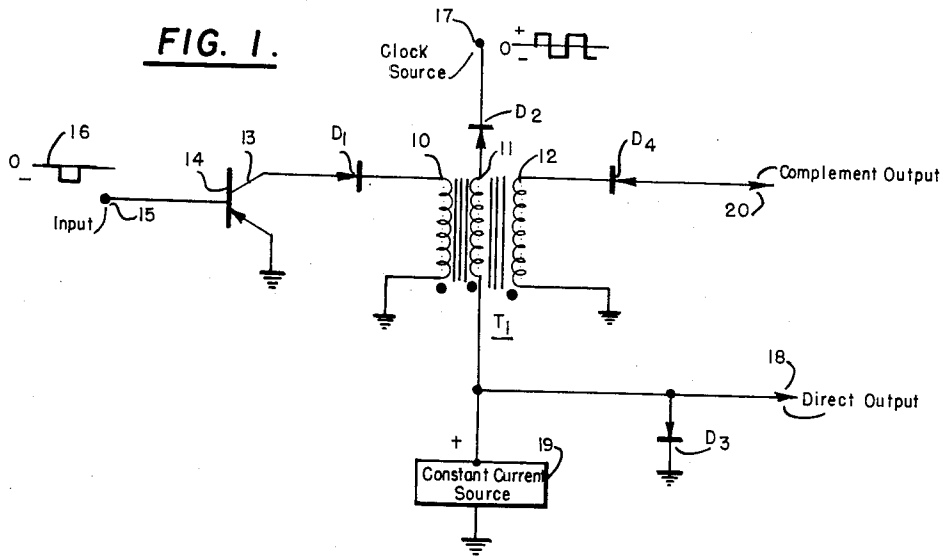 FIG. 1.
17
Clock
Source
+
0
-
D2
16
0
-
14
13
D1
10
11
12
D4
Input
15
Complement Output
20
T1
18
Direct Output
D3
+
19
Constant Current
Source